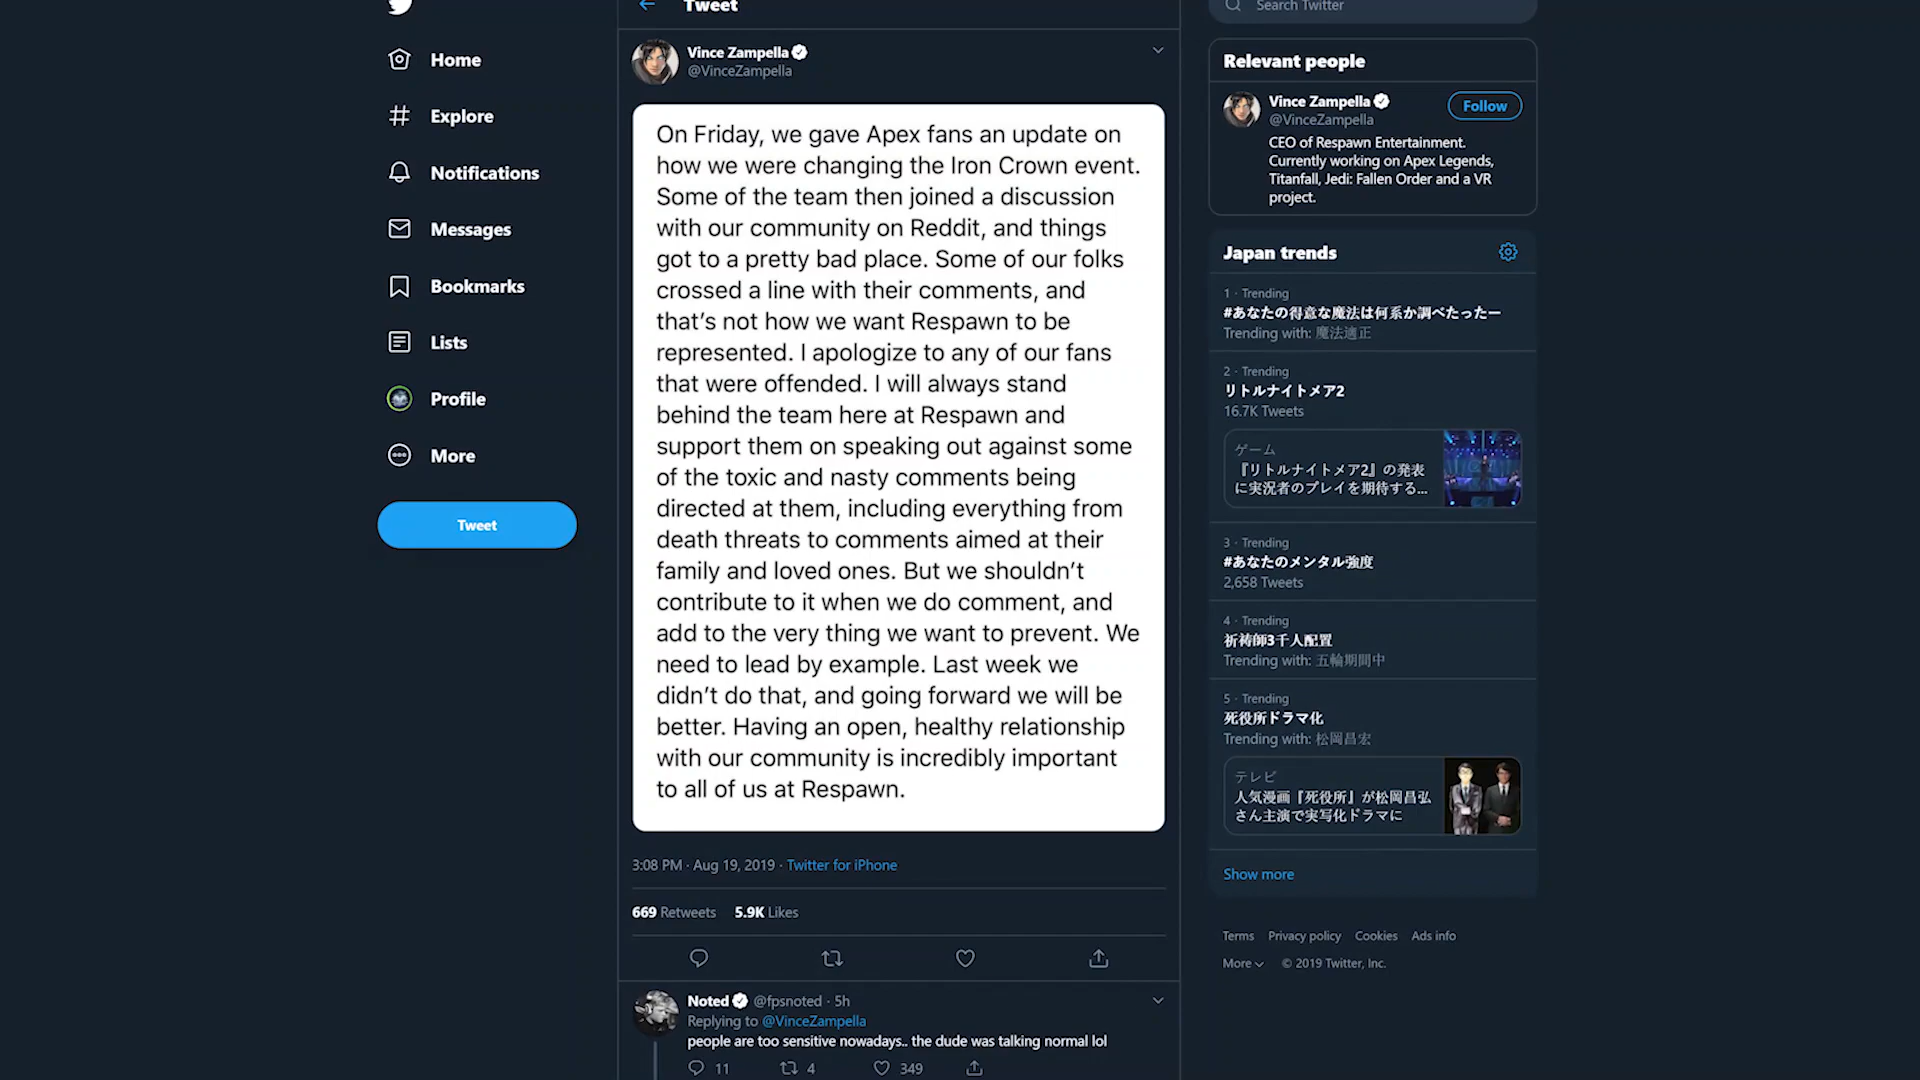 Home
Explore
Notifications
Messages
Bookmarks
Lists
Profile
More
Tweet
Tweet
Vince Zampella
@VinceZampella
On Friday, we gave Apex fans an update on
how we were changing the Iron Crown event.
Some of the team then joined a discussion
with our community on Reddit, and things
got to a pretty bad place. Some of our folks
crossed a line with their comments, and
that's not how we want Respawn to be
represented. I apologize to any of our fans
that were offended. I will always stand
behind the team here at Respawn and
support them on speaking out against some
of the toxic and nasty comments being
directed at them, including everything from
death threats to comments aimed at their
family and loved ones. But we shouldn't
contribute to it when we do comment, and
add to the very thing we want to prevent. We
need to lead by example. Last week we
didn't do that, and going forward we will be
better. Having an open, healthy relationship
with our community is incredibly important
to all of us at Respawn.
3:08 PM · Aug 19, 2019 · Twitter for iPhone
669 Retweets 5.9K Likes
Noted @fpsnoted · 5h
Replying to @VinceZampella
people are too sensitive nowadays.. the dude was talking normal lol
11 4 349
Search Twitter
Relevant people
Vince Zampella
@VinceZampella
Follow
CEO of Respawn Entertainment.
Currently working on Apex Legends,
Titanfall, Jedi: Fallen Order and a VR
project.
Japan trends
1 · Trending
#あなたの得意な魔法は何系か調べたったー
Trending with: 魔法適正
2 · Trending
リトルナイトメア2
16.7K Tweets
ゲーム
『リトルナイトメア2』の発表
に実況者のプレイを期待する...
3 · Trending
#あなたのメンタル強度
2,658 Tweets
4 · Trending
祈祷師3千人配置
Trending with: 五輪期間中
5 · Trending
死役所ドラマ化
Trending with: 松岡昌宏
テレビ
人気漫画『死役所』が松岡昌弘
さん主演で実写化ドラマに
Show more
Terms Privacy policy Cookies Ads info
More © 2019 Twitter, Inc.